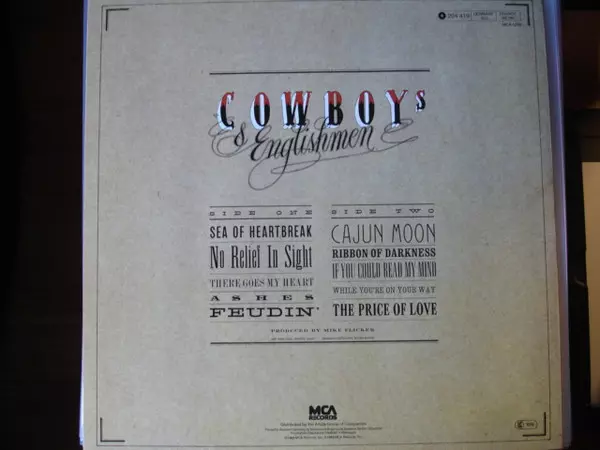 COWBOYS
& Englishmen
SIDE ONE
SEA OF HEARTBREAK
No Relief In Sight
THERE GOES MY HEART
ASHES
FEUDIN'
SIDE TWO
CAJUN MOON
RIBBON OF DARKNESS
IF YOU COULD READ MY MIND
WHILE YOU'RE ON YOUR WAY
THE PRICE OF LOVE
PRODUCED BY MIKE FLICKER
MCA RECORDS